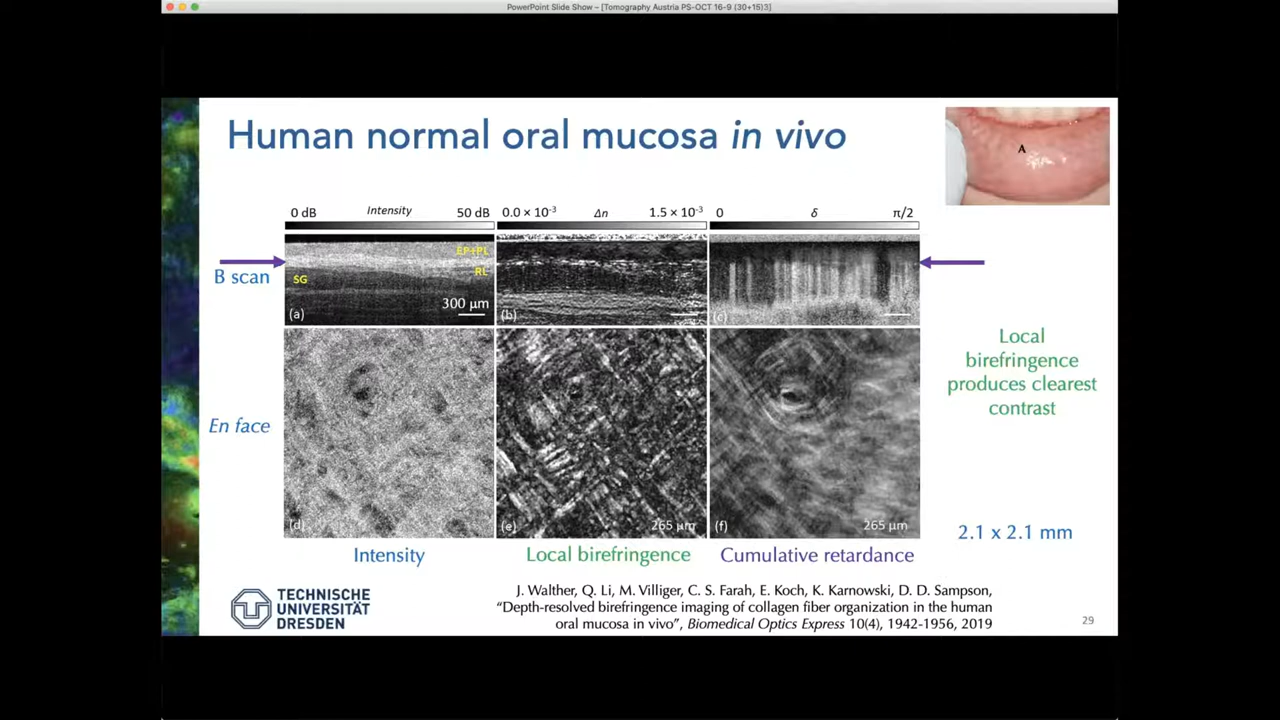 PowerPoint Slide Show – [Tomography Austria PS-OCT 16-9 (30+15)3]
Human normal oral mucosa in vivo
A
0 dB Intensity 50 dB
0.0 × 10⁻³ Δn 1.5 × 10⁻³
0 δ π/2
B scan
EP+PL
RL
SG
300 μm
(a)
(b)
(c)
Local
birefringence
produces clearest
contrast
En face
(d)
(e) 265 μm
(f) 265 μm
2.1 x 2.1 mm
Intensity
Local birefringence
Cumulative retardance
TECHNISCHE
UNIVERSITÄT
DRESDEN
J. Walther, Q. Li, M. Villiger, C. S. Farah, E. Koch, K. Karnowski, D. D. Sampson,
“Depth-resolved birefringence imaging of collagen fiber organization in the human
oral mucosa in vivo”, Biomedical Optics Express 10(4), 1942-1956, 2019
29